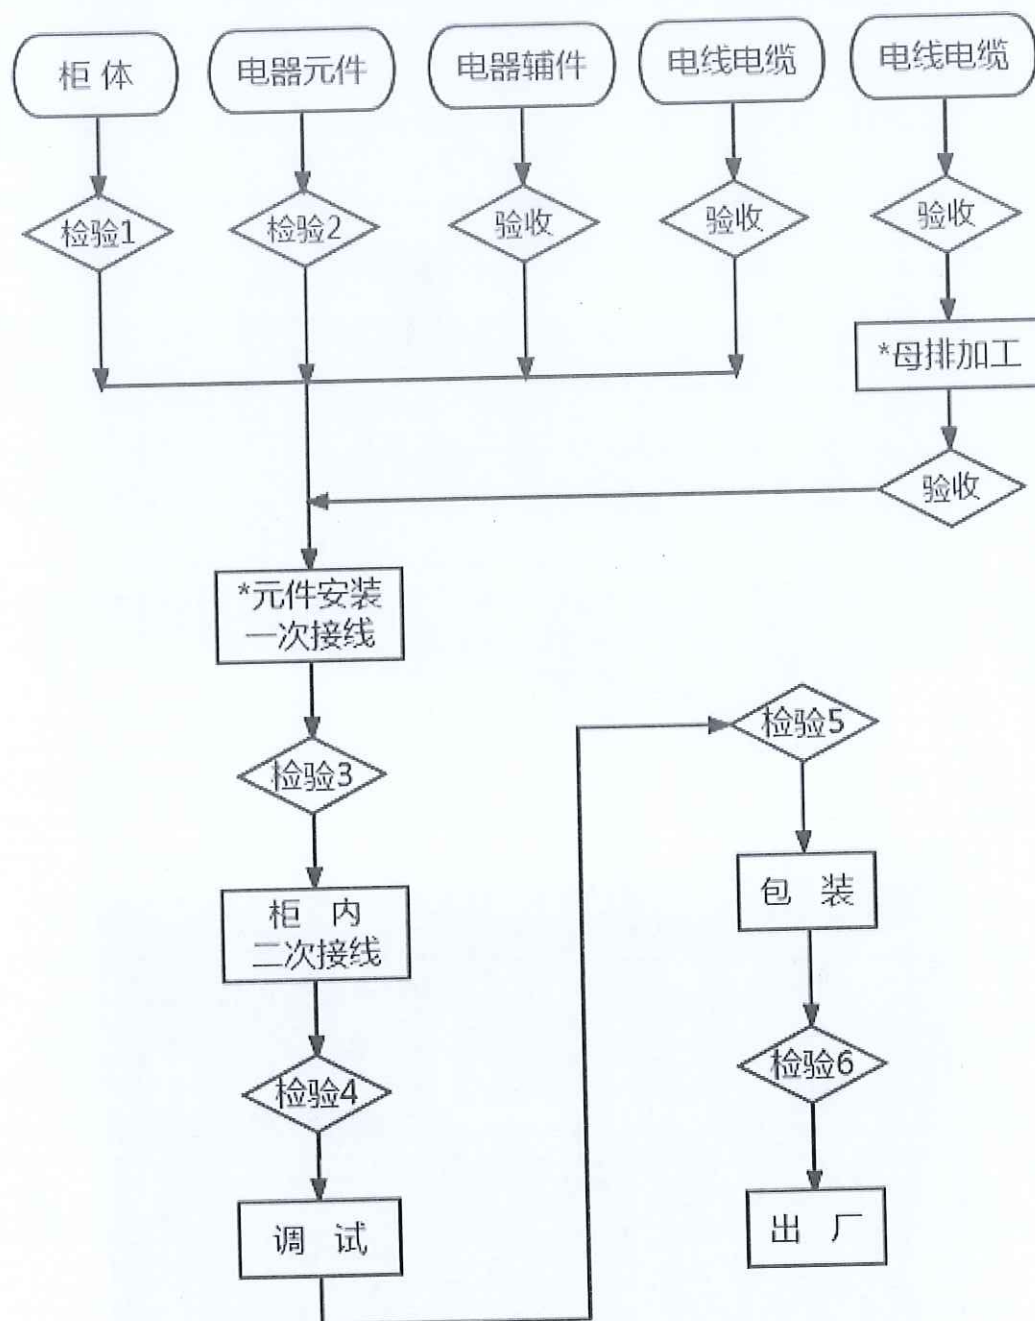 柜 体
电器元件
电器辅件
电线电缆
电线电缆
检验1
检验2
验收
验收
验收
*母排加工
验收
*元件安装
一次接线
检验3
柜 内
二次接线
检验4
调 试
检验5
包 装
检验6
出 厂